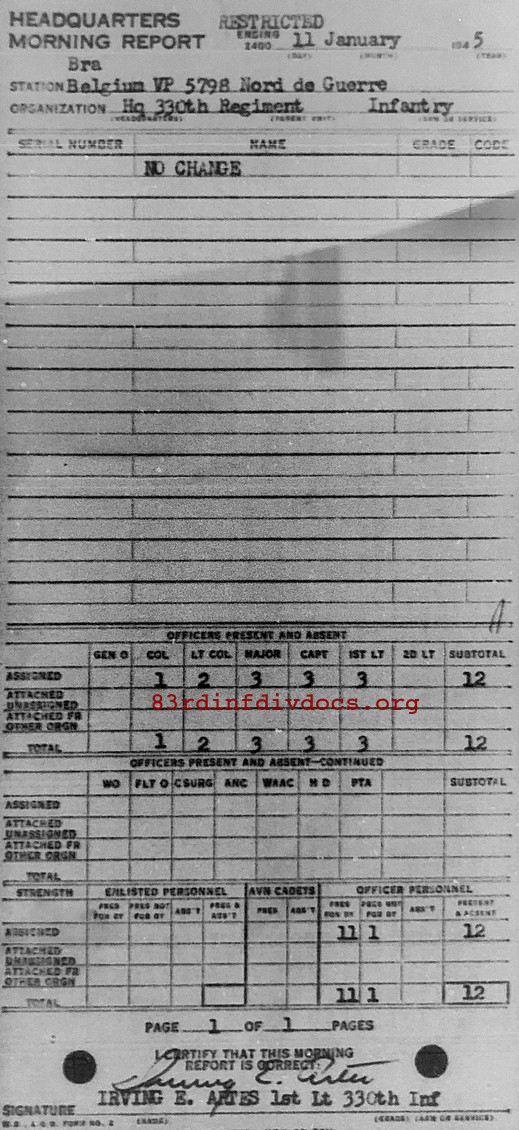 HEADQUARTERS RESTRICTED
MORNING REPORT ENDING 2400 11 January 1945
(DAY) (MONTH) (YEAR)
Bra
STATION Belgium VP 5798 Nord de Guerre
ORGANIZATION Hq 330th Regiment Infantry
(HEADQUARTERS) (PARENT UNIT) (ARM OR SERVICE)
SERIAL NUMBER NAME GRADE CODE
NO CHANGE
OFFICERS PRESENT AND ABSENT
GEN O COL LT COL MAJOR CAPT 1ST LT 2D LT SUBTOTAL
ASSIGNED 1 2 3 3 3 12
ATTACHED UNASSIGNED
83rdinfdivdocs.org
ATTACHED FR OTHER ORGN
TOTAL 1 2 3 3 3 12
OFFICERS PRESENT AND ABSENT—CONTINUED
WO FLT O CSURG ANC WAAC M D PTA SUBTOTAL
ASSIGNED
ATTACHED UNASSIGNED
ATTACHED FR OTHER ORGN
TOTAL
STRENGTH ENLISTED PERSONNEL AVN CADETS OFFICER PERSONNEL
PRES FOR DY PRES NOT FOR DY ABS'T PRES & ABS'T PRES ABS'T PRES FOR DY PRES NOT FOR DY ABS'T PRESENT & ABSENT
ASSIGNED 11 1 12
ATTACHED UNASSIGNED
ATTACHED FR OTHER ORGN
TOTAL 11 1 12
PAGE 1 OF 1 PAGES
I CERTIFY THAT THIS MORNING
REPORT IS CORRECT:
Irving E. Artes
IRVING E. ARTES 1st Lt 330th Inf
SIGNATURE
W.D., A.G.O. FORM NO. 2 (NAME) (GRADE) (ARM OR SERVICE)